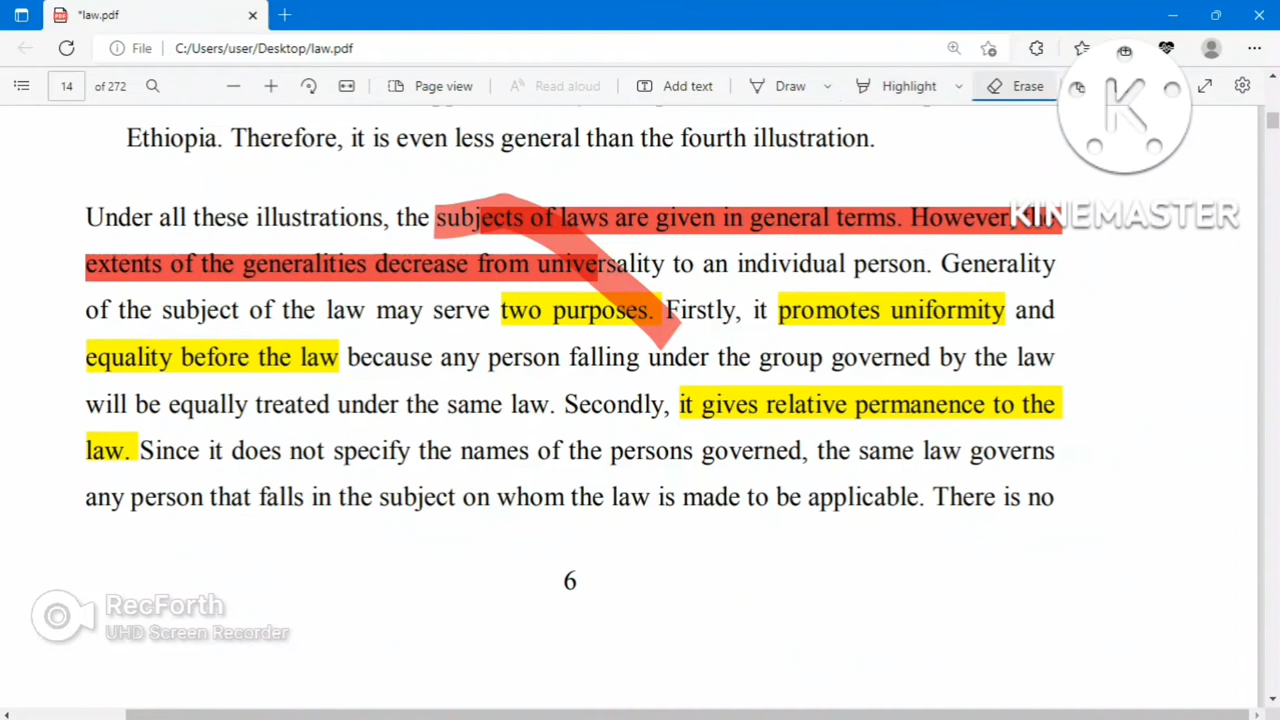 *law.pdf
File C:/Users/user/Desktop/law.pdf
14 of 272 Page view Read aloud Add text Draw Highlight Erase
Ethiopia. Therefore, it is even less general than the fourth illustration.
KINEMASTER
Under all these illustrations, the subjects of laws are given in general terms. However, the
extents of the generalities decrease from universality to an individual person. Generality
of the subject of the law may serve two purposes. Firstly, it promotes uniformity and
equality before the law because any person falling under the group governed by the law
will be equally treated under the same law. Secondly, it gives relative permanence to the
law. Since it does not specify the names of the persons governed, the same law governs
any person that falls in the subject on whom the law is made to be applicable. There is no
6
RecForth
UHD Screen Recorder